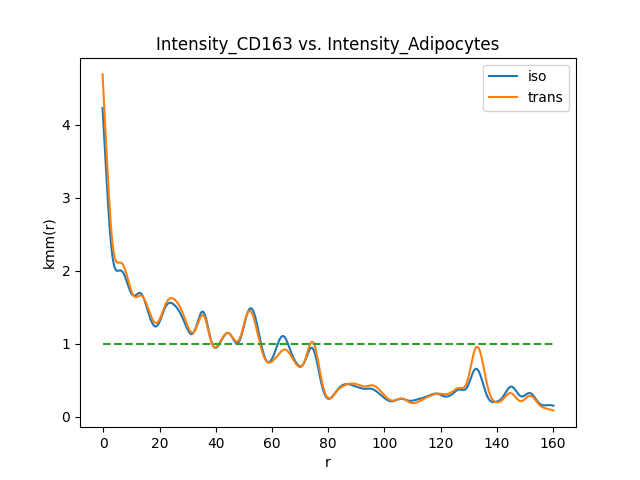 Intensity_CD163 vs. Intensity_Adipocytes
iso
trans
kmm(r)
4
3
2
1
0
0 20 40 60 80 100 120 140 160
r